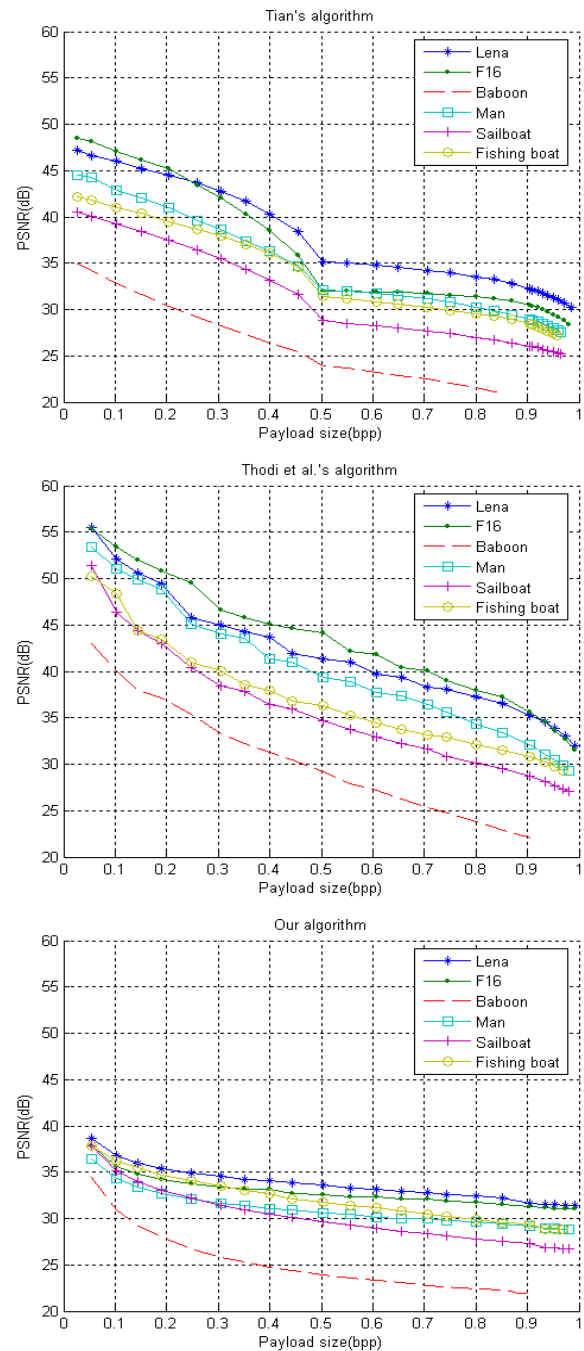 Tian's algorithm
60
55
50
45
40
35
30
25
20
PSNR(dB)
0 0.1 0.2 0.3 0.4 0.5 0.6 0.7 0.8 0.9 1
Payload size(bpp)
Lena
F16
Baboon
Man
Sailboat
Fishing boat
Thodi et al.'s algorithm
60
55
50
45
40
35
30
25
20
PSNR(dB)
0 0.1 0.2 0.3 0.4 0.5 0.6 0.7 0.8 0.9 1
Payload size(bpp)
Lena
F16
Baboon
Man
Sailboat
Fishing boat
Our algorithm
60
55
50
45
40
35
30
25
20
PSNR(dB)
0 0.1 0.2 0.3 0.4 0.5 0.6 0.7 0.8 0.9 1
Payload size(bpp)
Lena
F16
Baboon
Man
Sailboat
Fishing boat